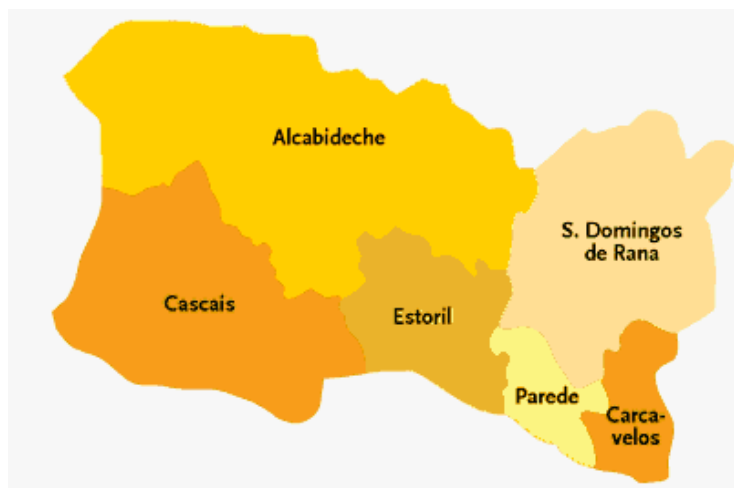 Alcabideche
S. Domingos
de Rana
Cascais
Estoril
Parede
Carca-
velos